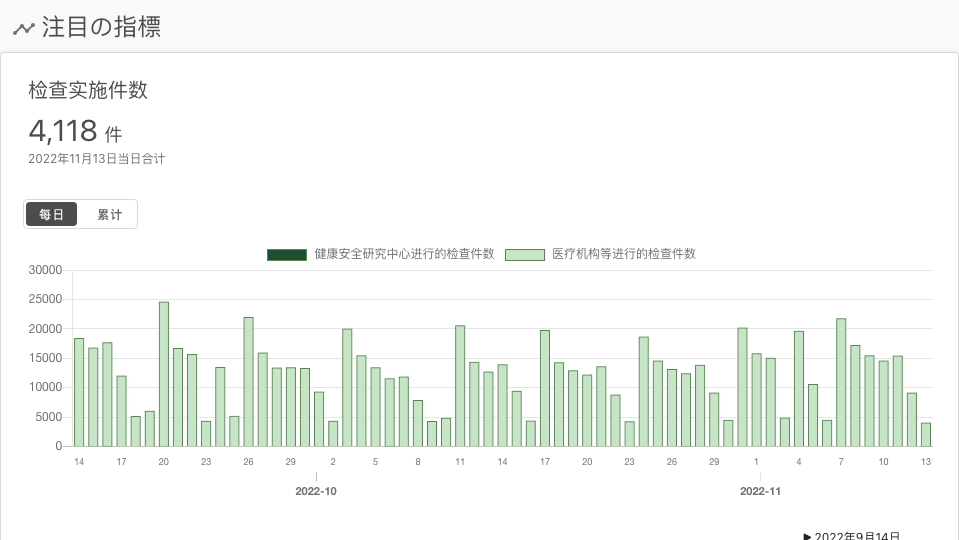 注目の指標
检查实施件数
4,118 件
2022年11月13日当日合计
每日 累计
健康安全研究中心进行的检查件数 医疗机构等进行的检查件数
30000
25000
20000
15000
10000
5000
0
14 17 20 23 26 29 2 5 8 11 14 17 20 23 26 29 1 4 7 10 13
2022-10 2022-11
▶ 2022年9月14日